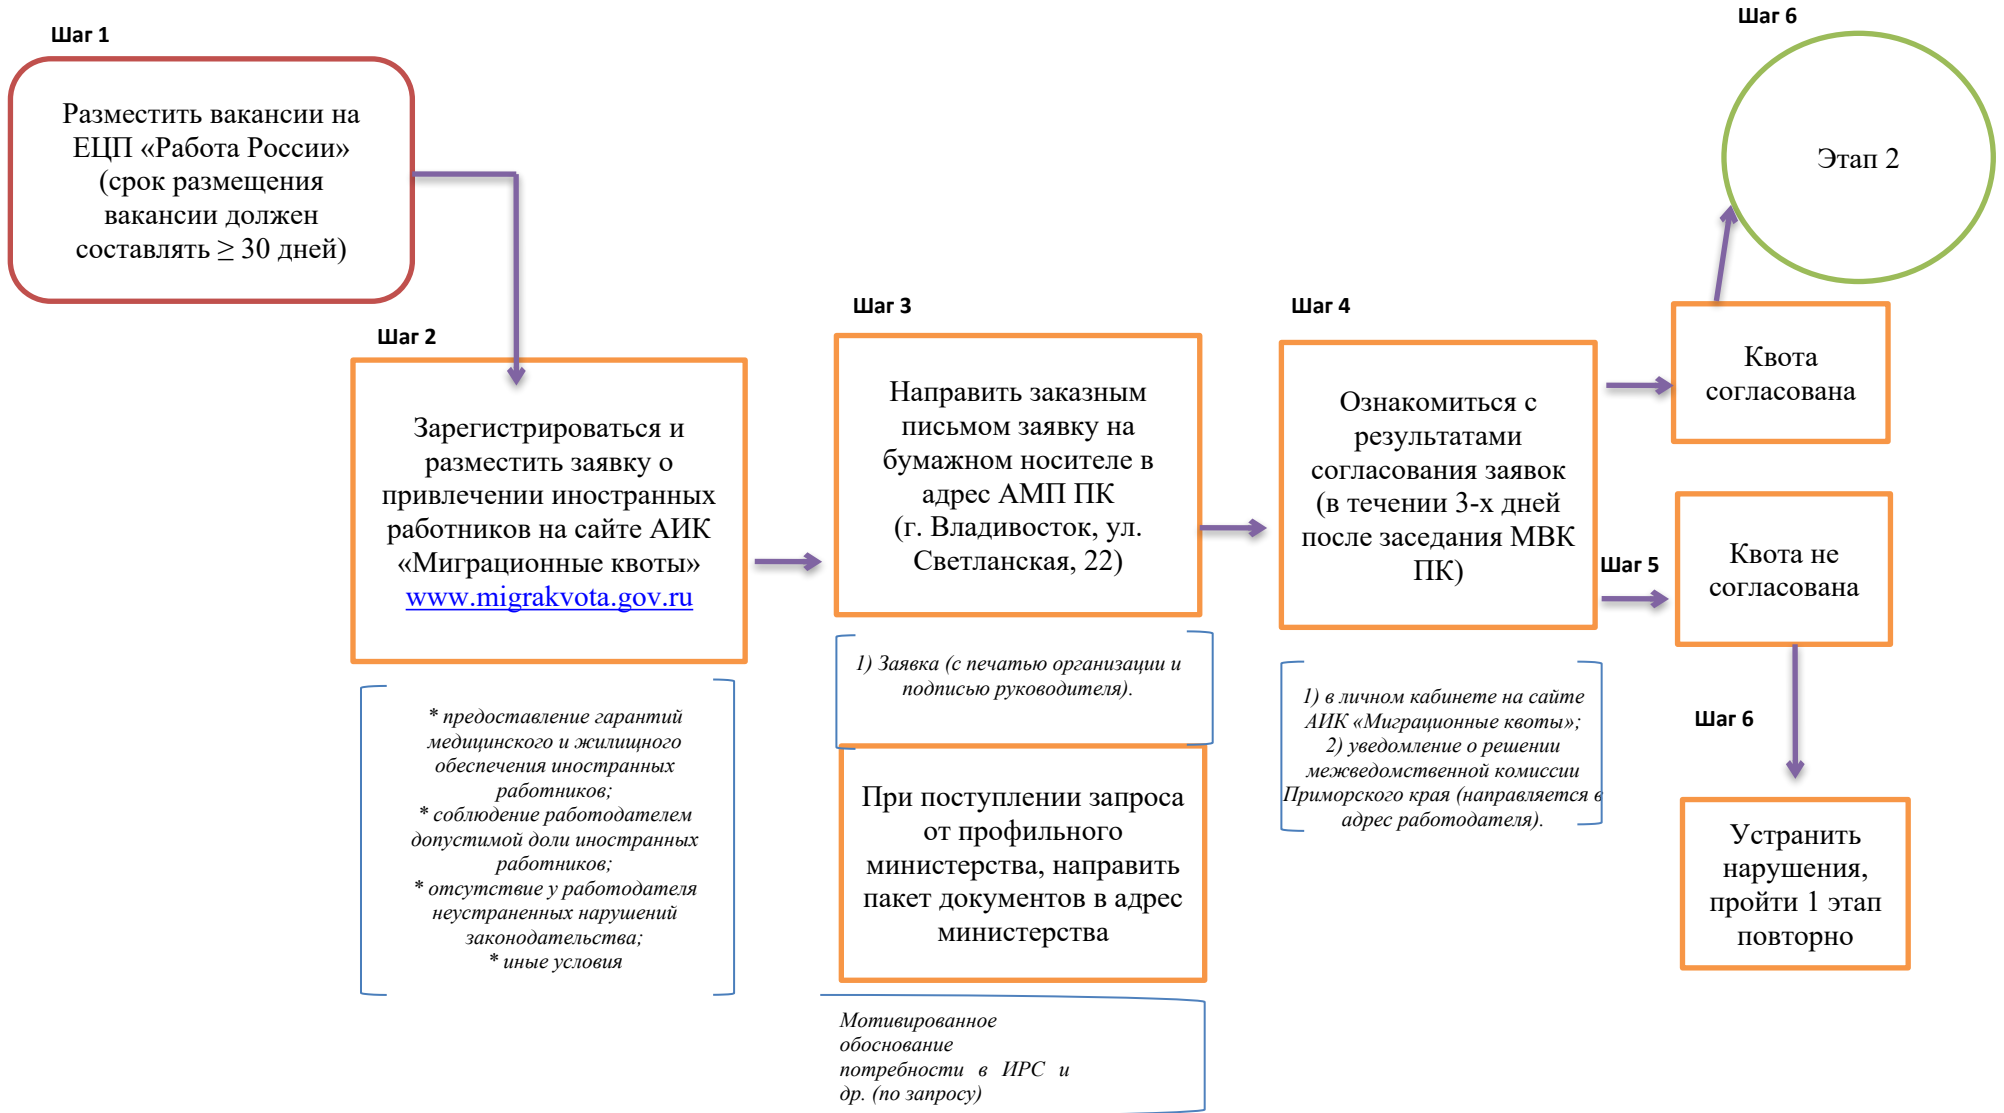 Шаг 1
Разместить вакансии на
ЕЦП «Работа России»
(срок размещения
вакансии должен
составлять ≥ 30 дней)
Шаг 2
Зарегистрироваться и
разместить заявку о
привлечении иностранных
работников на сайте АИК
«Миграционные квоты»
www.migrakvota.gov.ru
* предоставление гарантий
медицинского и жилищного
обеспечения иностранных
работников;
* соблюдение работодателем
допустимой доли иностранных
работников;
* отсутствие у работодателя
неустраненных нарушений
законодательства;
* иные условия
Шаг 3
Направить заказным
письмом заявку на
бумажном носителе в
адрес АМП ПК
(г. Владивосток, ул.
Светланская, 22)
1) Заявка (с печатью организации и
подписью руководителя).
При поступлении запроса
от профильного
министерства, направить
пакет документов в адрес
министерства
Мотивированное
обоснование
потребности в ИРС и
др. (по запросу)
Шаг 4
Ознакомиться с
результатами
согласования заявок
(в течении 3-х дней
после заседания МВК
ПК)
1) в личном кабинете на сайте
АИК «Миграционные квоты»;
2) уведомление о решении
межведомственной комиссии
Приморского края (направляется в
адрес работодателя).
Шаг 6
Этап 2
Квота
согласована
Шаг 5
Квота не
согласована
Шаг 6
Устранить
нарушения,
пройти 1 этап
повторно